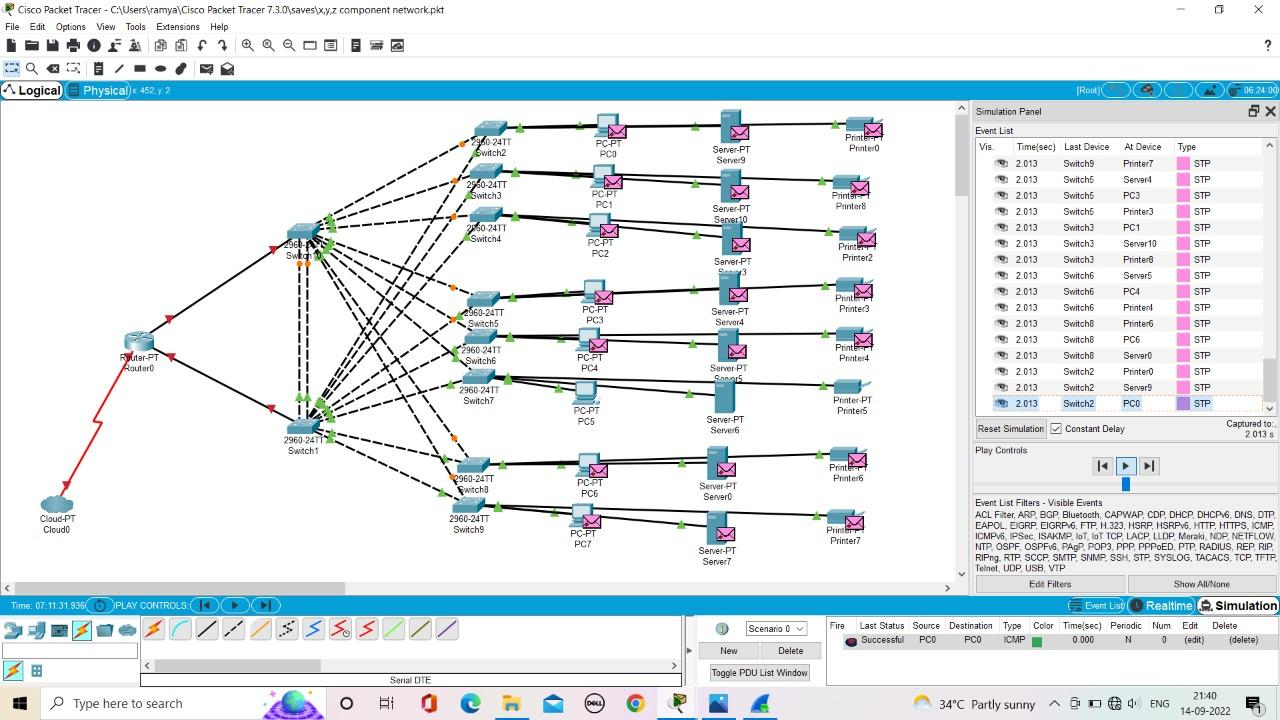 Cisco Packet Tracer - C:\Users\ramya\Cisco Packet Tracer 7.3.0\saves\x,y,z component network.pkt
File Edit Options View Tools Extensions Help
?
Logical Physical x: 452, y: 2 [Root] 06:24:00
Simulation Panel
Event List
Vis. Time(sec) Last Device At Device Type
2.013 Switch9 Printer7 STP
2.013 Switch5 Server4 STP
2.013 Switch5 PC3 STP
2.013 Switch5 Printer3 STP
2.013 Switch3 PC1 STP
2.013 Switch3 Server10 STP
2.013 Switch3 Printer8 STP
2.013 Switch6 Server5 STP
2.013 Switch6 PC4 STP
2.013 Switch6 Printer4 STP
2.013 Switch8 Printer6 STP
2.013 Switch8 PC6 STP
2.013 Switch8 Server0 STP
2.013 Switch2 Printer0 STP
2.013 Switch2 Server9 STP
2.013 Switch2 PC0 STP
Reset Simulation Constant Delay Captured to:
2.013 s
Play Controls
Event List Filters - Visible Events
ACL Filter, ARP, BGP, Bluetooth, CAPWAP, CDP, DHCP, DHCPv6, DNS, DTP,
EAPOL, EIGRP, EIGRPv6, FTP, H.323, HSRP, HSRPv6, HTTP, HTTPS, ICMP,
ICMPv6, IPSec, ISAKMP, IoT, IoT TCP, LACP, LLDP, Meraki, NDP, NETFLOW,
NTP, OSPF, OSPFv6, PAgP, POP3, PPP, PPPoED, PTP, RADIUS, REP, RIP,
RIPng, RTP, SCCP, SMTP, SNMP, SSH, STP, SYSLOG, TACACS, TCP, TFTP,
Telnet, UDP, USB, VTP
Edit Filters Show All/None
2960-24TT
Switch2
PC-PT
PC0
Server-PT
Server9
Printer-PT
Printer0
2960-24TT
Switch3
PC-PT
PC1
Server-PT
Server10
Printer-PT
Printer8
2960-24TT
Switch4
PC-PT
PC2
Server-PT
Printer-PT
Printer2
2960-24TT
Switch5
PC-PT
PC3
Server-PT
Server4
Printer-PT
Printer3
2960-24TT
Switch6
PC-PT
PC4
Server-PT
Server5
Printer-PT
Printer4
2960-24TT
Switch7
PC-PT
PC5
Server-PT
Server6
Printer-PT
Printer5
2960-24TT
Switch8
PC-PT
PC6
Server-PT
Server0
Printer-PT
Printer6
2960-24TT
Switch9
PC-PT
PC7
Server-PT
Server7
Printer-PT
Printer7
Router-PT
Router0
2960-24TT
Switch1
Cloud-PT
Cloud0
Time: 07:11:31.936 PLAY CONTROLS: Event List Realtime Simulation
Scenario 0
New Delete
Toggle PDU List Window
Fire Last Status Source Destination Type Color Time(sec) Periodic Num Edit Delete
Successful PC0 PC0 ICMP 0.000 N 0 (edit) (delete)
Serial DTE
Type here to search
DELL
34°C Partly sunny
ENG
21:40
14-09-2022
1